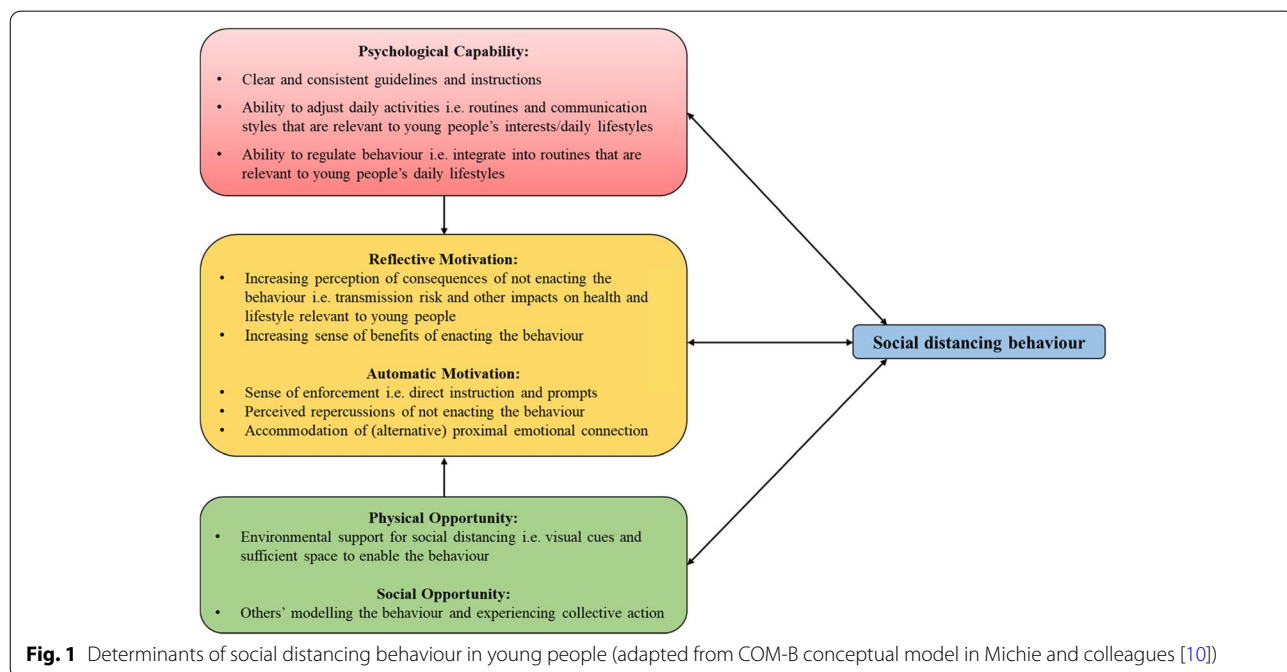 Psychological Capability:
• Clear and consistent guidelines and instructions
• Ability to adjust daily activities i.e. routines and communication
styles that are relevant to young people's interests/daily lifestyles
• Ability to regulate behaviour i.e. integrate into routines that are
relevant to young people's daily lifestyles
Reflective Motivation:
• Increasing perception of consequences of not enacting the
behaviour i.e. transmission risk and other impacts on health and
lifestyle relevant to young people
• Increasing sense of benefits of enacting the behaviour
Automatic Motivation:
• Sense of enforcement i.e. direct instruction and prompts
• Perceived repercussions of not enacting the behaviour
• Accommodation of (alternative) proximal emotional connection
Physical Opportunity:
• Environmental support for social distancing i.e. visual cues and
sufficient space to enable the behaviour
Social Opportunity:
• Others' modelling the behaviour and experiencing collective action
Social distancing behaviour
Fig. 1 Determinants of social distancing behaviour in young people (adapted from COM-B conceptual model in Michie and colleagues [10])